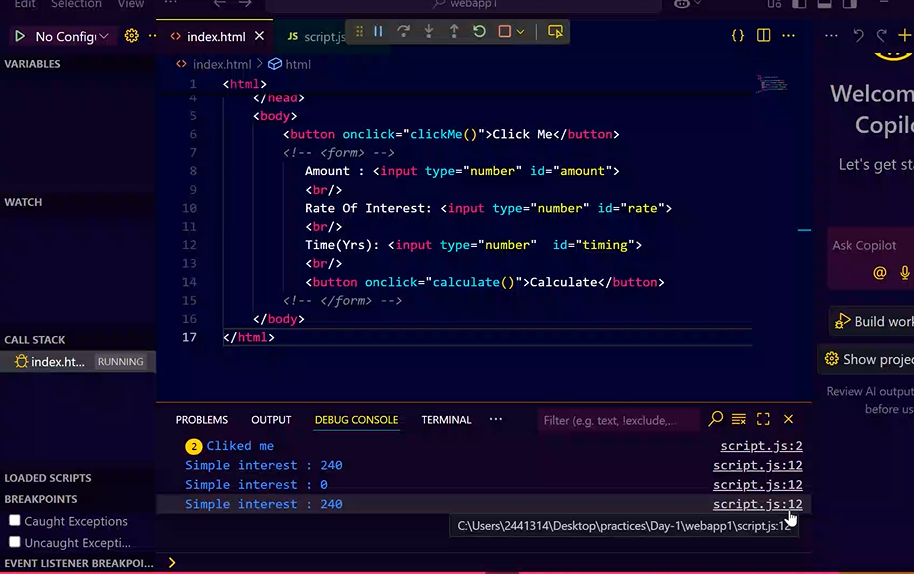 Edit Selection View ... webapp1
No Config
index.html
JS script.js
VARIABLES
index.html > html
1 <html>
4 </head>
5 <body>
6 <button onclick="clickMe()">Click Me</button>
7 <!-- <form> -->
8 Amount : <input type="number" id="amount">
9 <br/>
10 Rate Of Interest: <input type="number" id="rate">
11 <br/>
12 Time(Yrs): <input type="number"  id="timing">
13 <br/>
14 <button onclick="calculate()">Calculate</button>
15 <!-- </form> -->
16 </body>
17 </html>
WATCH
CALL STACK
index.ht... RUNNING
LOADED SCRIPTS
BREAKPOINTS
Caught Exceptions
Uncaught Excepti...
EVENT LISTENER BREAKPOI...
PROBLEMS OUTPUT DEBUG CONSOLE TERMINAL ...
Filter (e.g. text, !exclude,...
2 Cliked me script.js:2
Simple interest : 240 script.js:12
Simple interest : 0 script.js:12
Simple interest : 240 script.js:12
C:\Users\2441314\Desktop\practices\Day-1\webapp1\script.js:12
>
Welcom
Copil
Let's get sta
Ask Copilot
@
Build work
Show projec
Review AI output
before us